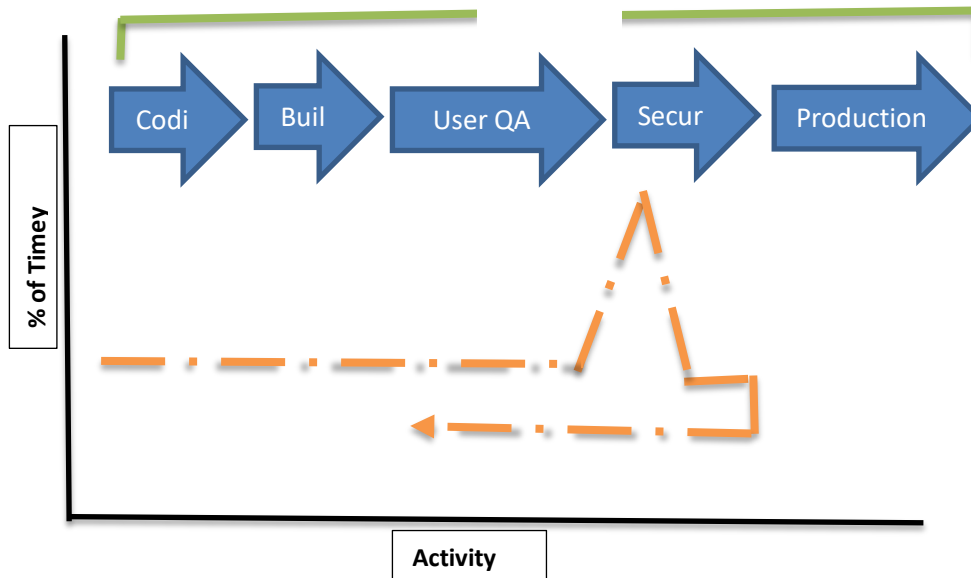 Codi
Buil
User QA
Secur
Production
% of Timey
Activity